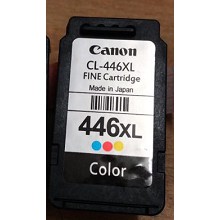 Canon
CL-446XL
FINE Cartridge
Made in Japan
446XL
Color